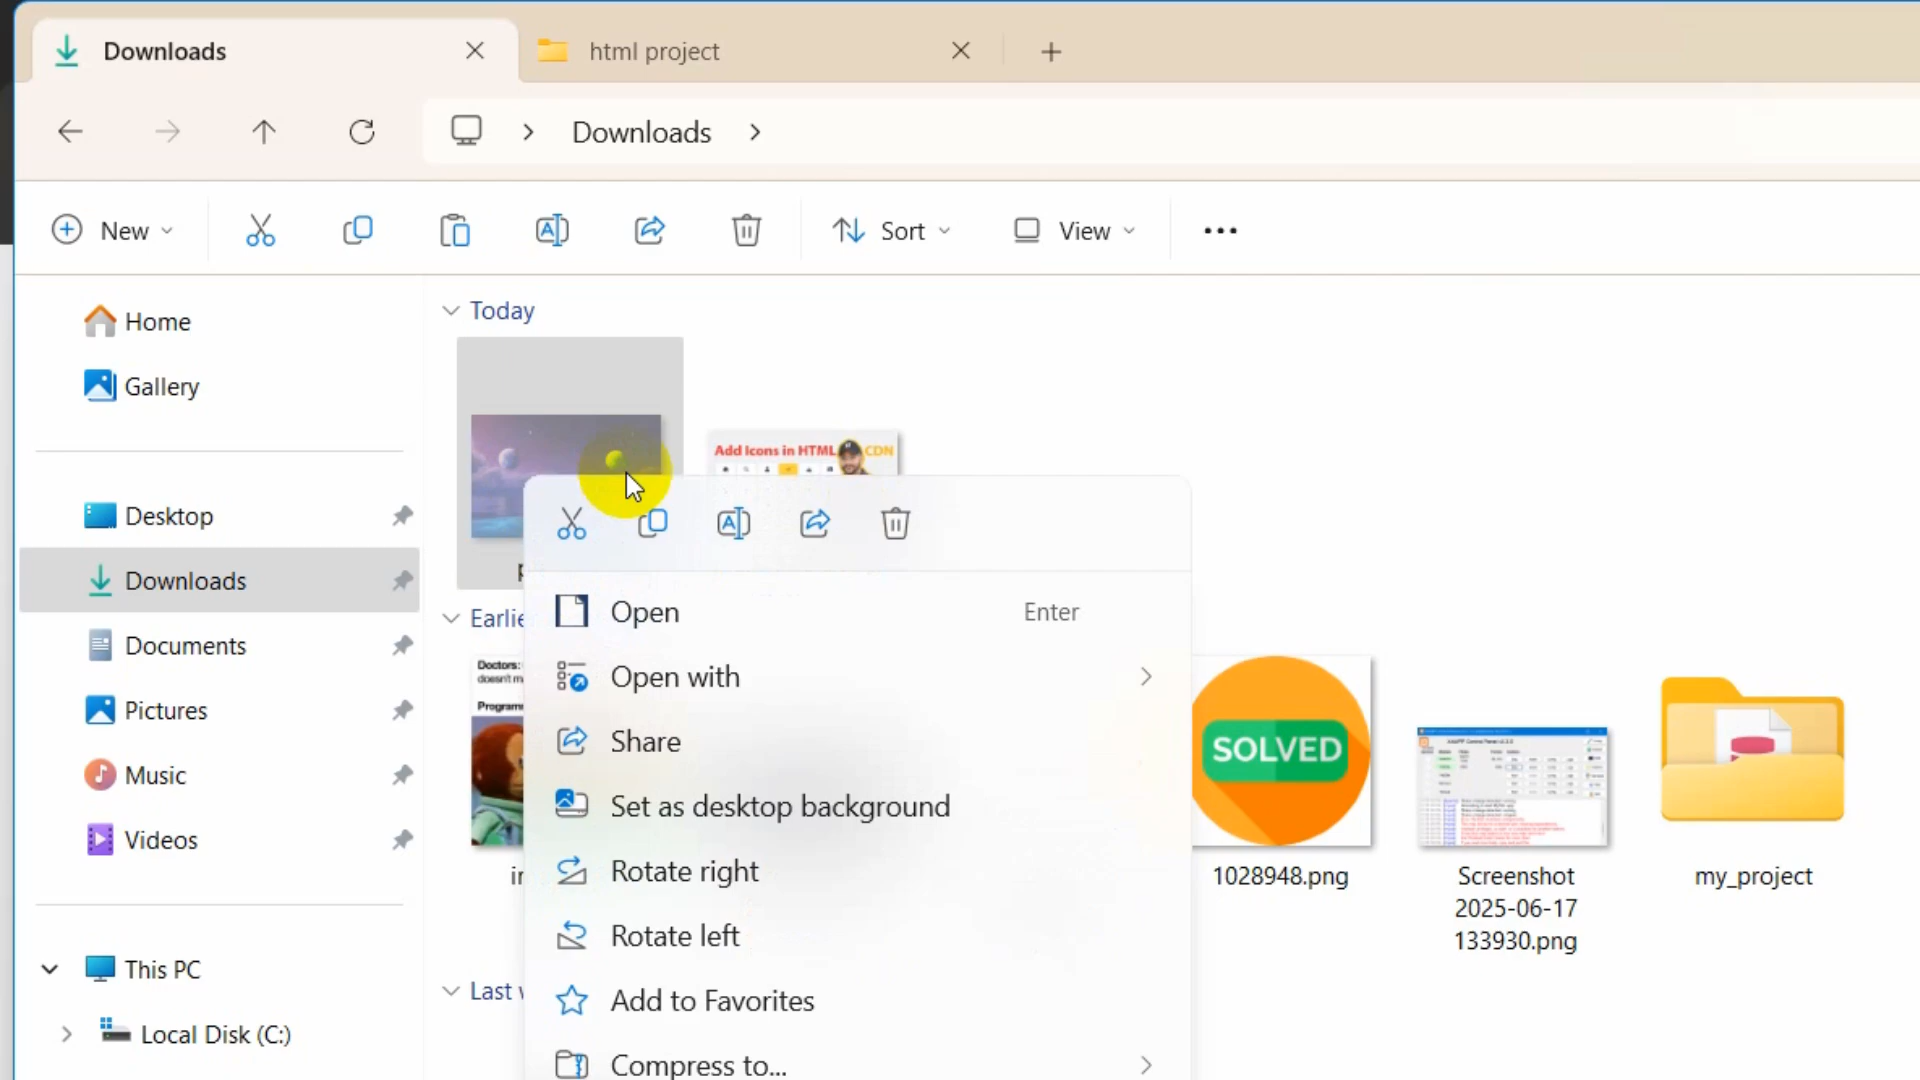 Downloads
html project
Downloads
New
Sort
View
Home
Gallery
Desktop
Downloads
Documents
Pictures
Music
Videos
This PC
Local Disk (C:)
Today
Add Icons in HTML
CDN
Open
Enter
Open with
Share
Set as desktop background
Rotate right
Rotate left
Add to Favorites
Compress to...
Doctors:
SOLVED
1028948.png
Screenshot
2025-06-17
133930.png
my_project